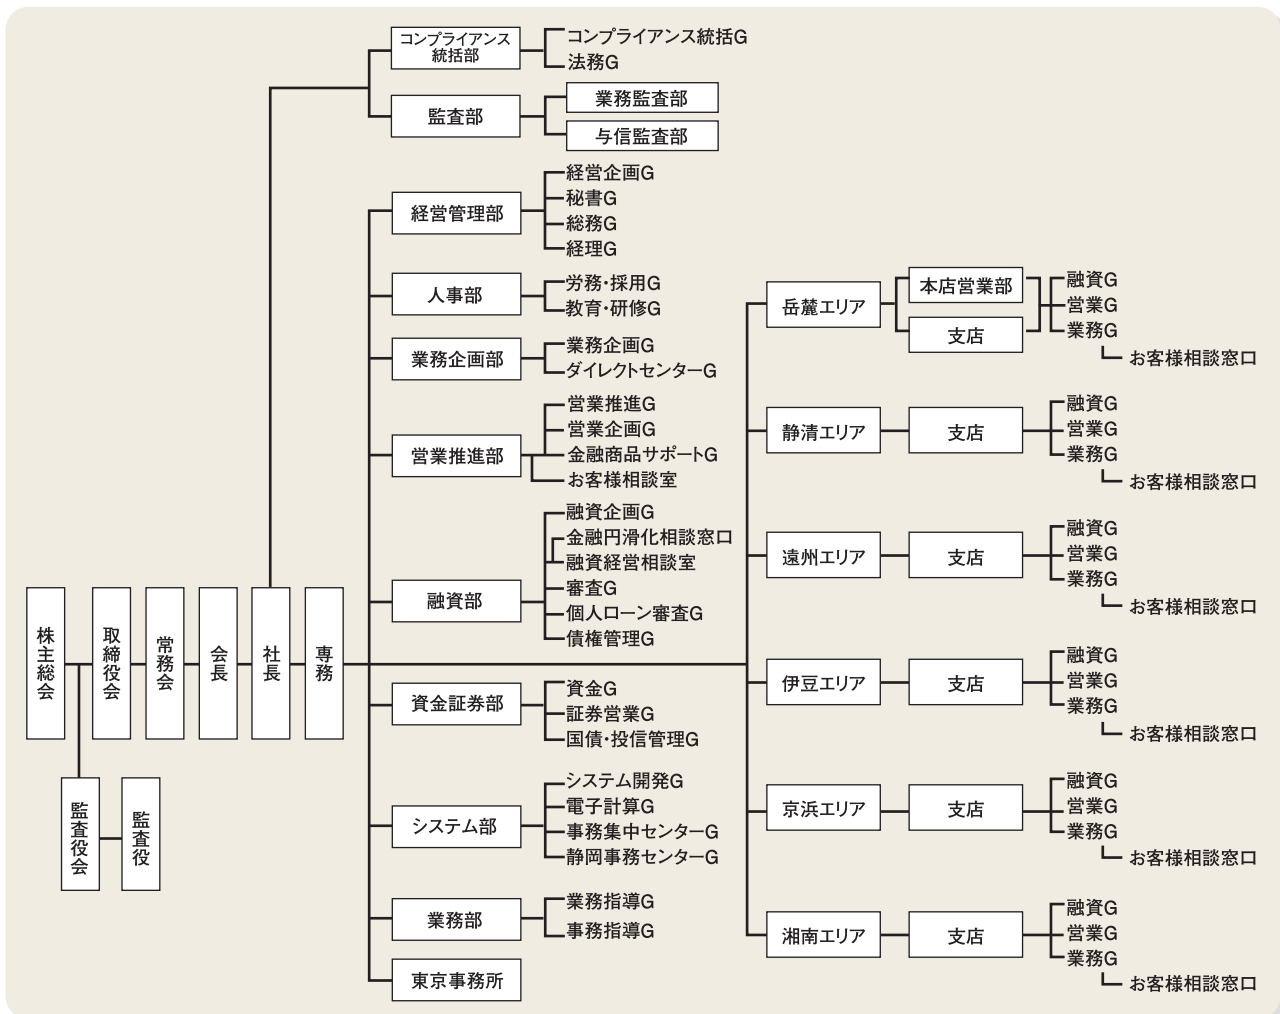 コンプライアンス
統括部
コンプライアンス統括G
法務G
監査部
業務監査部
与信監査部
経営管理部
経営企画G
秘書G
総務G
経理G
人事部
労務・採用G
教育・研修G
業務企画部
業務企画G
ダイレクトセンターG
営業推進部
営業推進G
営業企画G
金融商品サポートG
お客様相談室
融資部
融資企画G
金融円滑化相談窓口
融資経営相談室
審査G
個人ローン審査G
債権管理G
株主総会
取締役会
常務会
会長
社長
専務
監査役会
監査役
資金証券部
資金G
証券営業G
国債・投信管理G
システム部
システム開発G
電子計算G
事務集中センターG
静岡事務センターG
業務部
業務指導G
事務指導G
東京事務所
岳麓エリア
本店営業部
支店
融資G
営業G
業務G
お客様相談窓口
静清エリア
支店
融資G
営業G
業務G
お客様相談窓口
遠州エリア
支店
融資G
営業G
業務G
お客様相談窓口
伊豆エリア
支店
融資G
営業G
業務G
お客様相談窓口
京浜エリア
支店
融資G
営業G
業務G
お客様相談窓口
湘南エリア
支店
融資G
営業G
業務G
お客様相談窓口